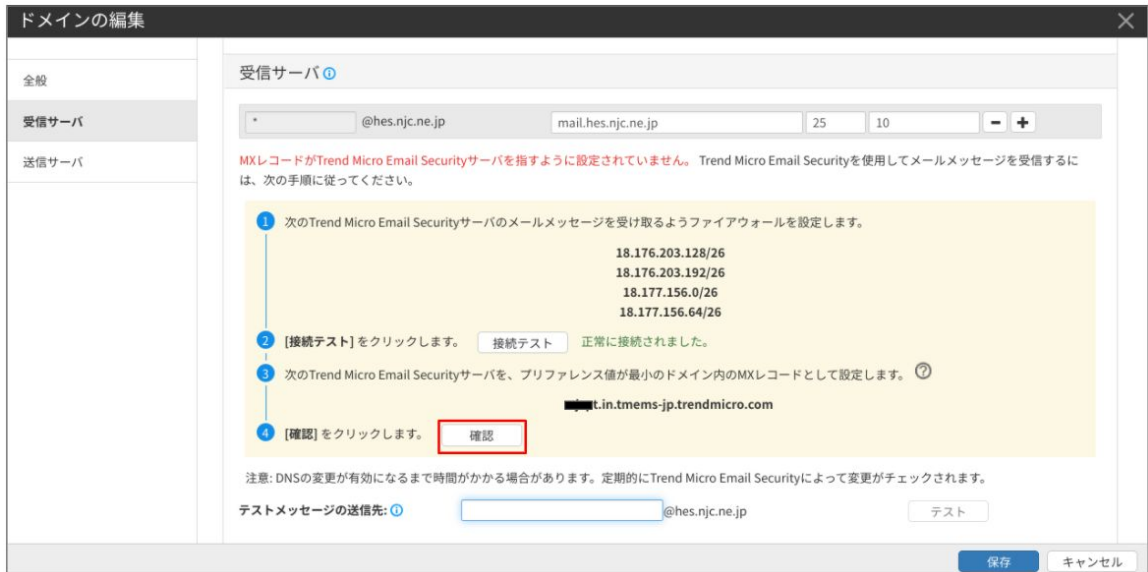 ドメインの編集
全般
受信サーバ
送信サーバ
受信サーバ
* @hes.njc.ne.jp mail.hes.njc.ne.jp 25 10
MXレコードがTrend Micro Email Securityサーバを指すように設定されていません。 Trend Micro Email Securityを使用してメールメッセージを受信するに
は、次の手順に従ってください。
1 次のTrend Micro Email Securityサーバのメールメッセージを受け取るようファイアウォールを設定します。
18.176.203.128/26
18.176.203.192/26
18.177.156.0/26
18.177.156.64/26
2 [接続テスト] をクリックします。 接続テスト 正常に接続されました。
3 次のTrend Micro Email Securityサーバを、プリファレンス値が最小のドメイン内のMXレコードとして設定します。
t.in.tmems-jp.trendmicro.com
4 [確認] をクリックします。 確認
注意: DNSの変更が有効になるまで時間がかかる場合があります。定期的にTrend Micro Email Securityによって変更がチェックされます。
テストメッセージの送信先: @hes.njc.ne.jp テスト
保存 キャンセル